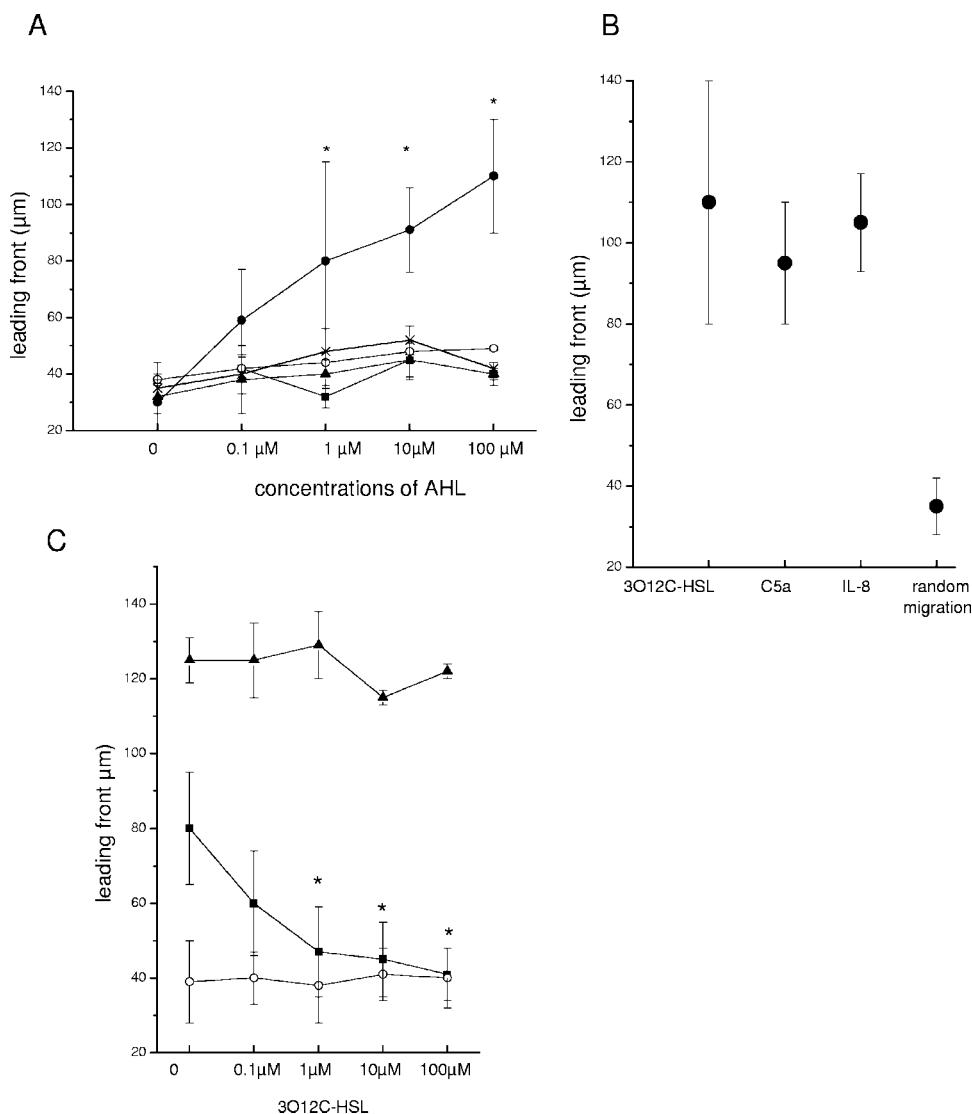 A
140
120
100
80
60
40
20
leading front (µm)
* * *
0 0.1 µM 1 µM 10µM 100 µM
concentrations of AHL
B
140
120
100
80
60
40
20
leading front (µm)
3O12C-HSL C5a IL-8 random
migration
C
140
120
100
80
60
40
20
leading front µm)
* * *
0 0.1µM 1µM 10µM 100µM
3O12C-HSL